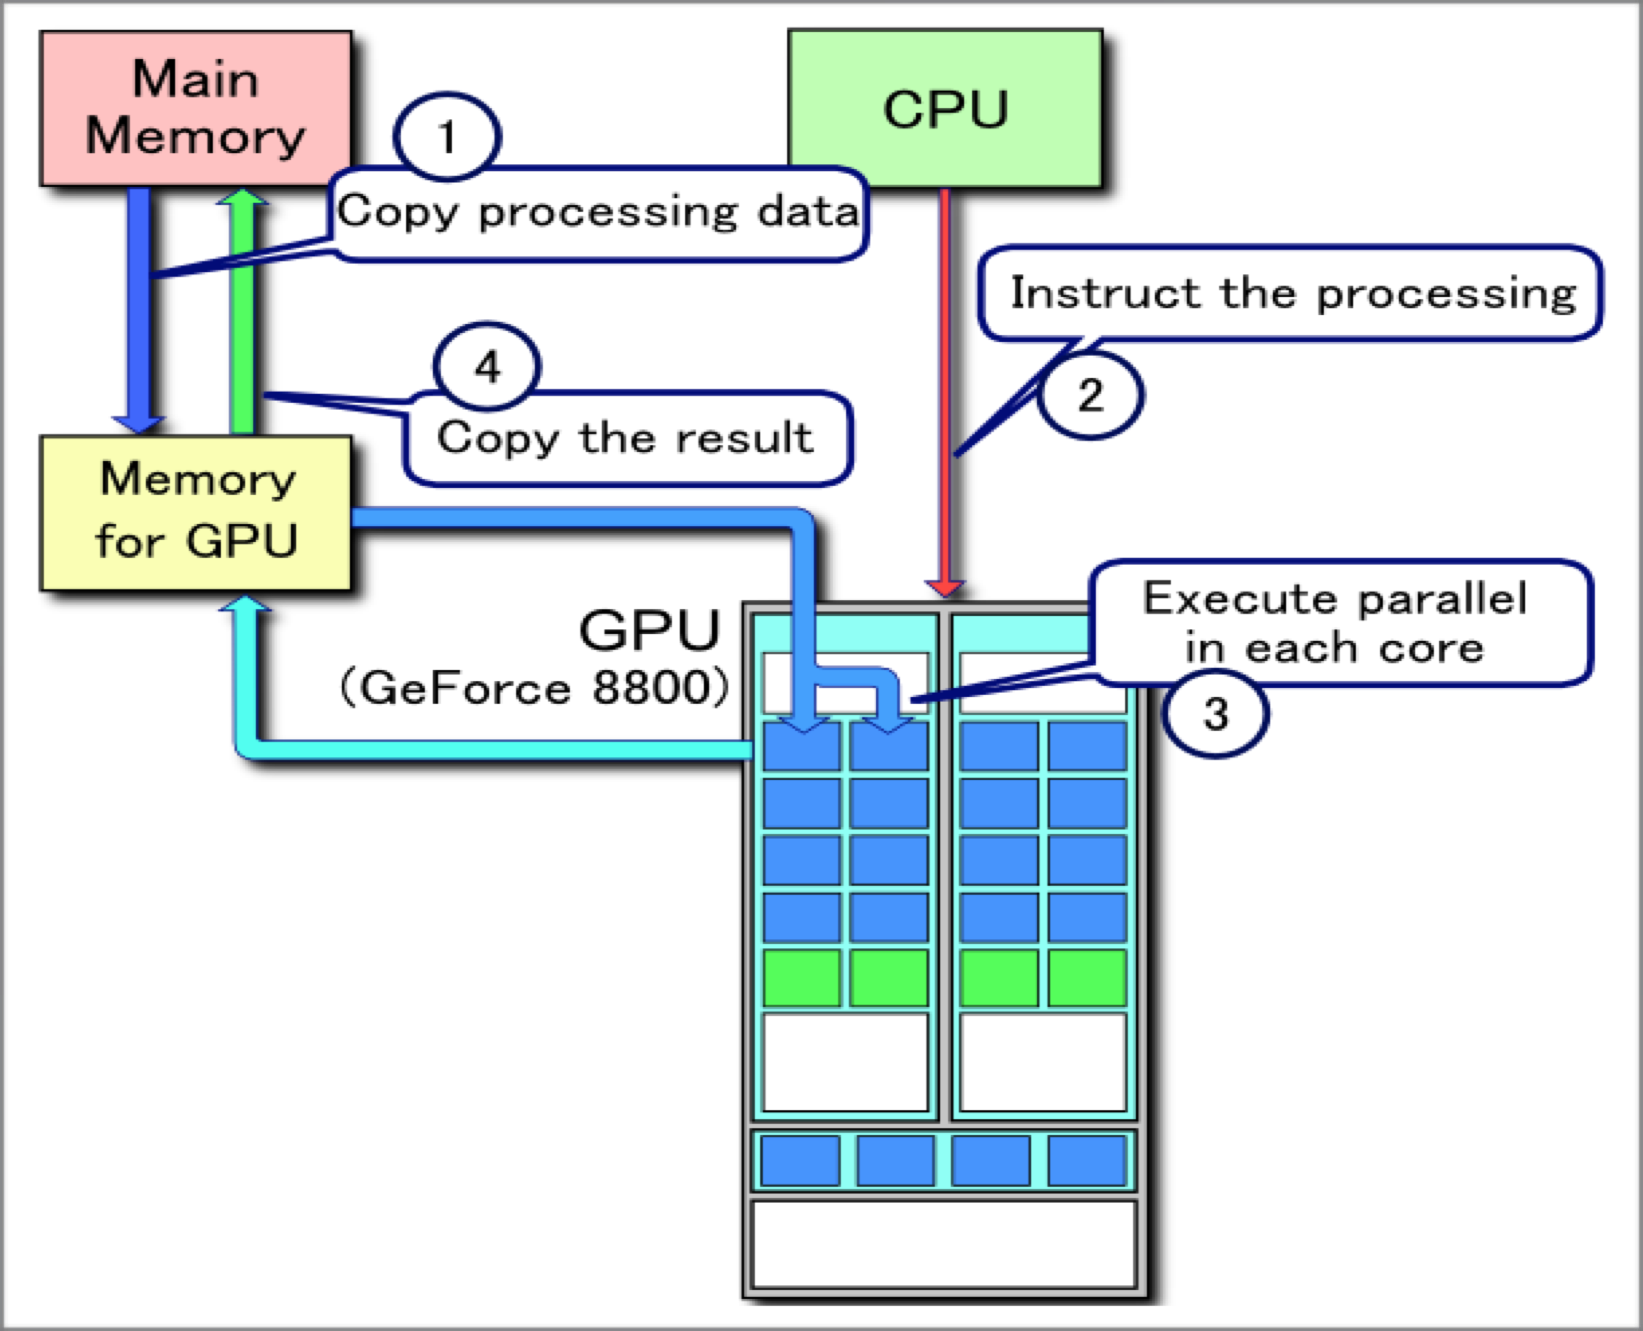 Main
Memory
CPU
1
Copy processing data
Instruct the processing
2
4
Copy the result
Memory
for GPU
Execute parallel
in each core
3
GPU
(GeForce 8800)